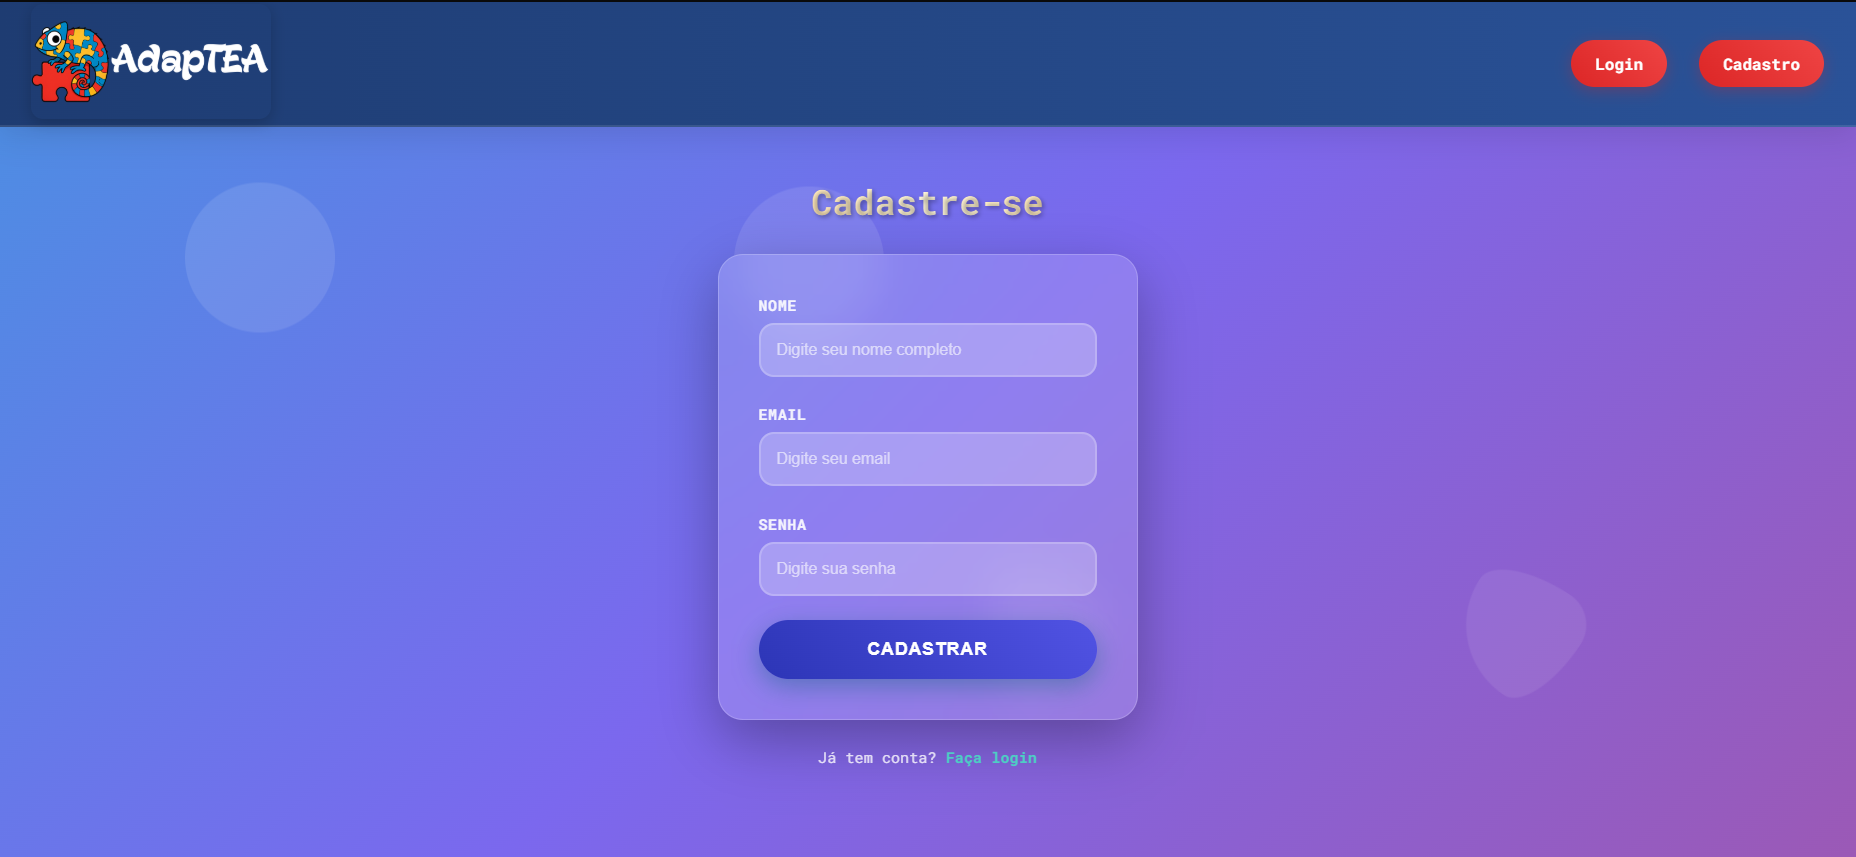 AdapTEA
Login
Cadastro
Cadastre-se
NOME
Digite seu nome completo
EMAIL
Digite seu email
SENHA
Digite sua senha
CADASTRAR
Já tem conta? Faça login